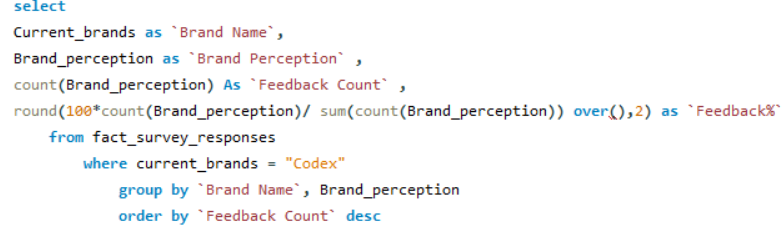 select
Current_brands as `Brand Name`,
Brand_perception as `Brand Perception` ,
count(Brand_perception) As `Feedback Count` ,
round(100*count(Brand_perception)/ sum(count(Brand_perception)) over(),2) as `Feedback%`
from fact_survey_responses
where current_brands = "Codex"
group by `Brand Name`, Brand_perception
order by `Feedback Count` desc